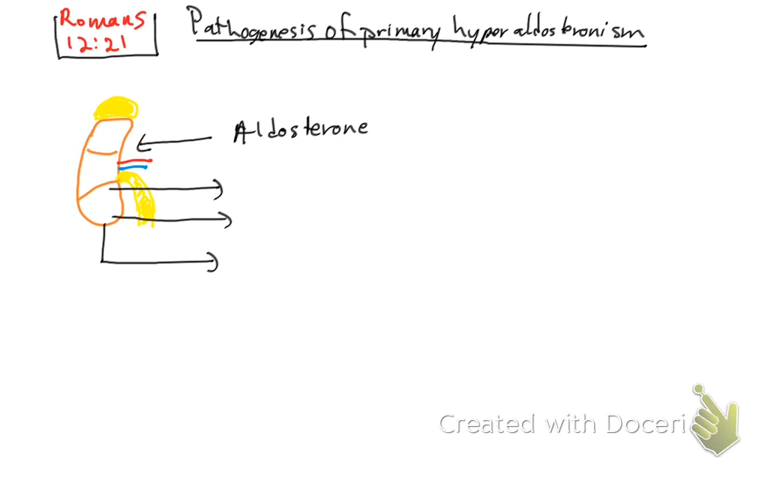 Romans
12:21
Pathogenesis of primary hyperaldosteronism
Aldosterone
Created with Doceri